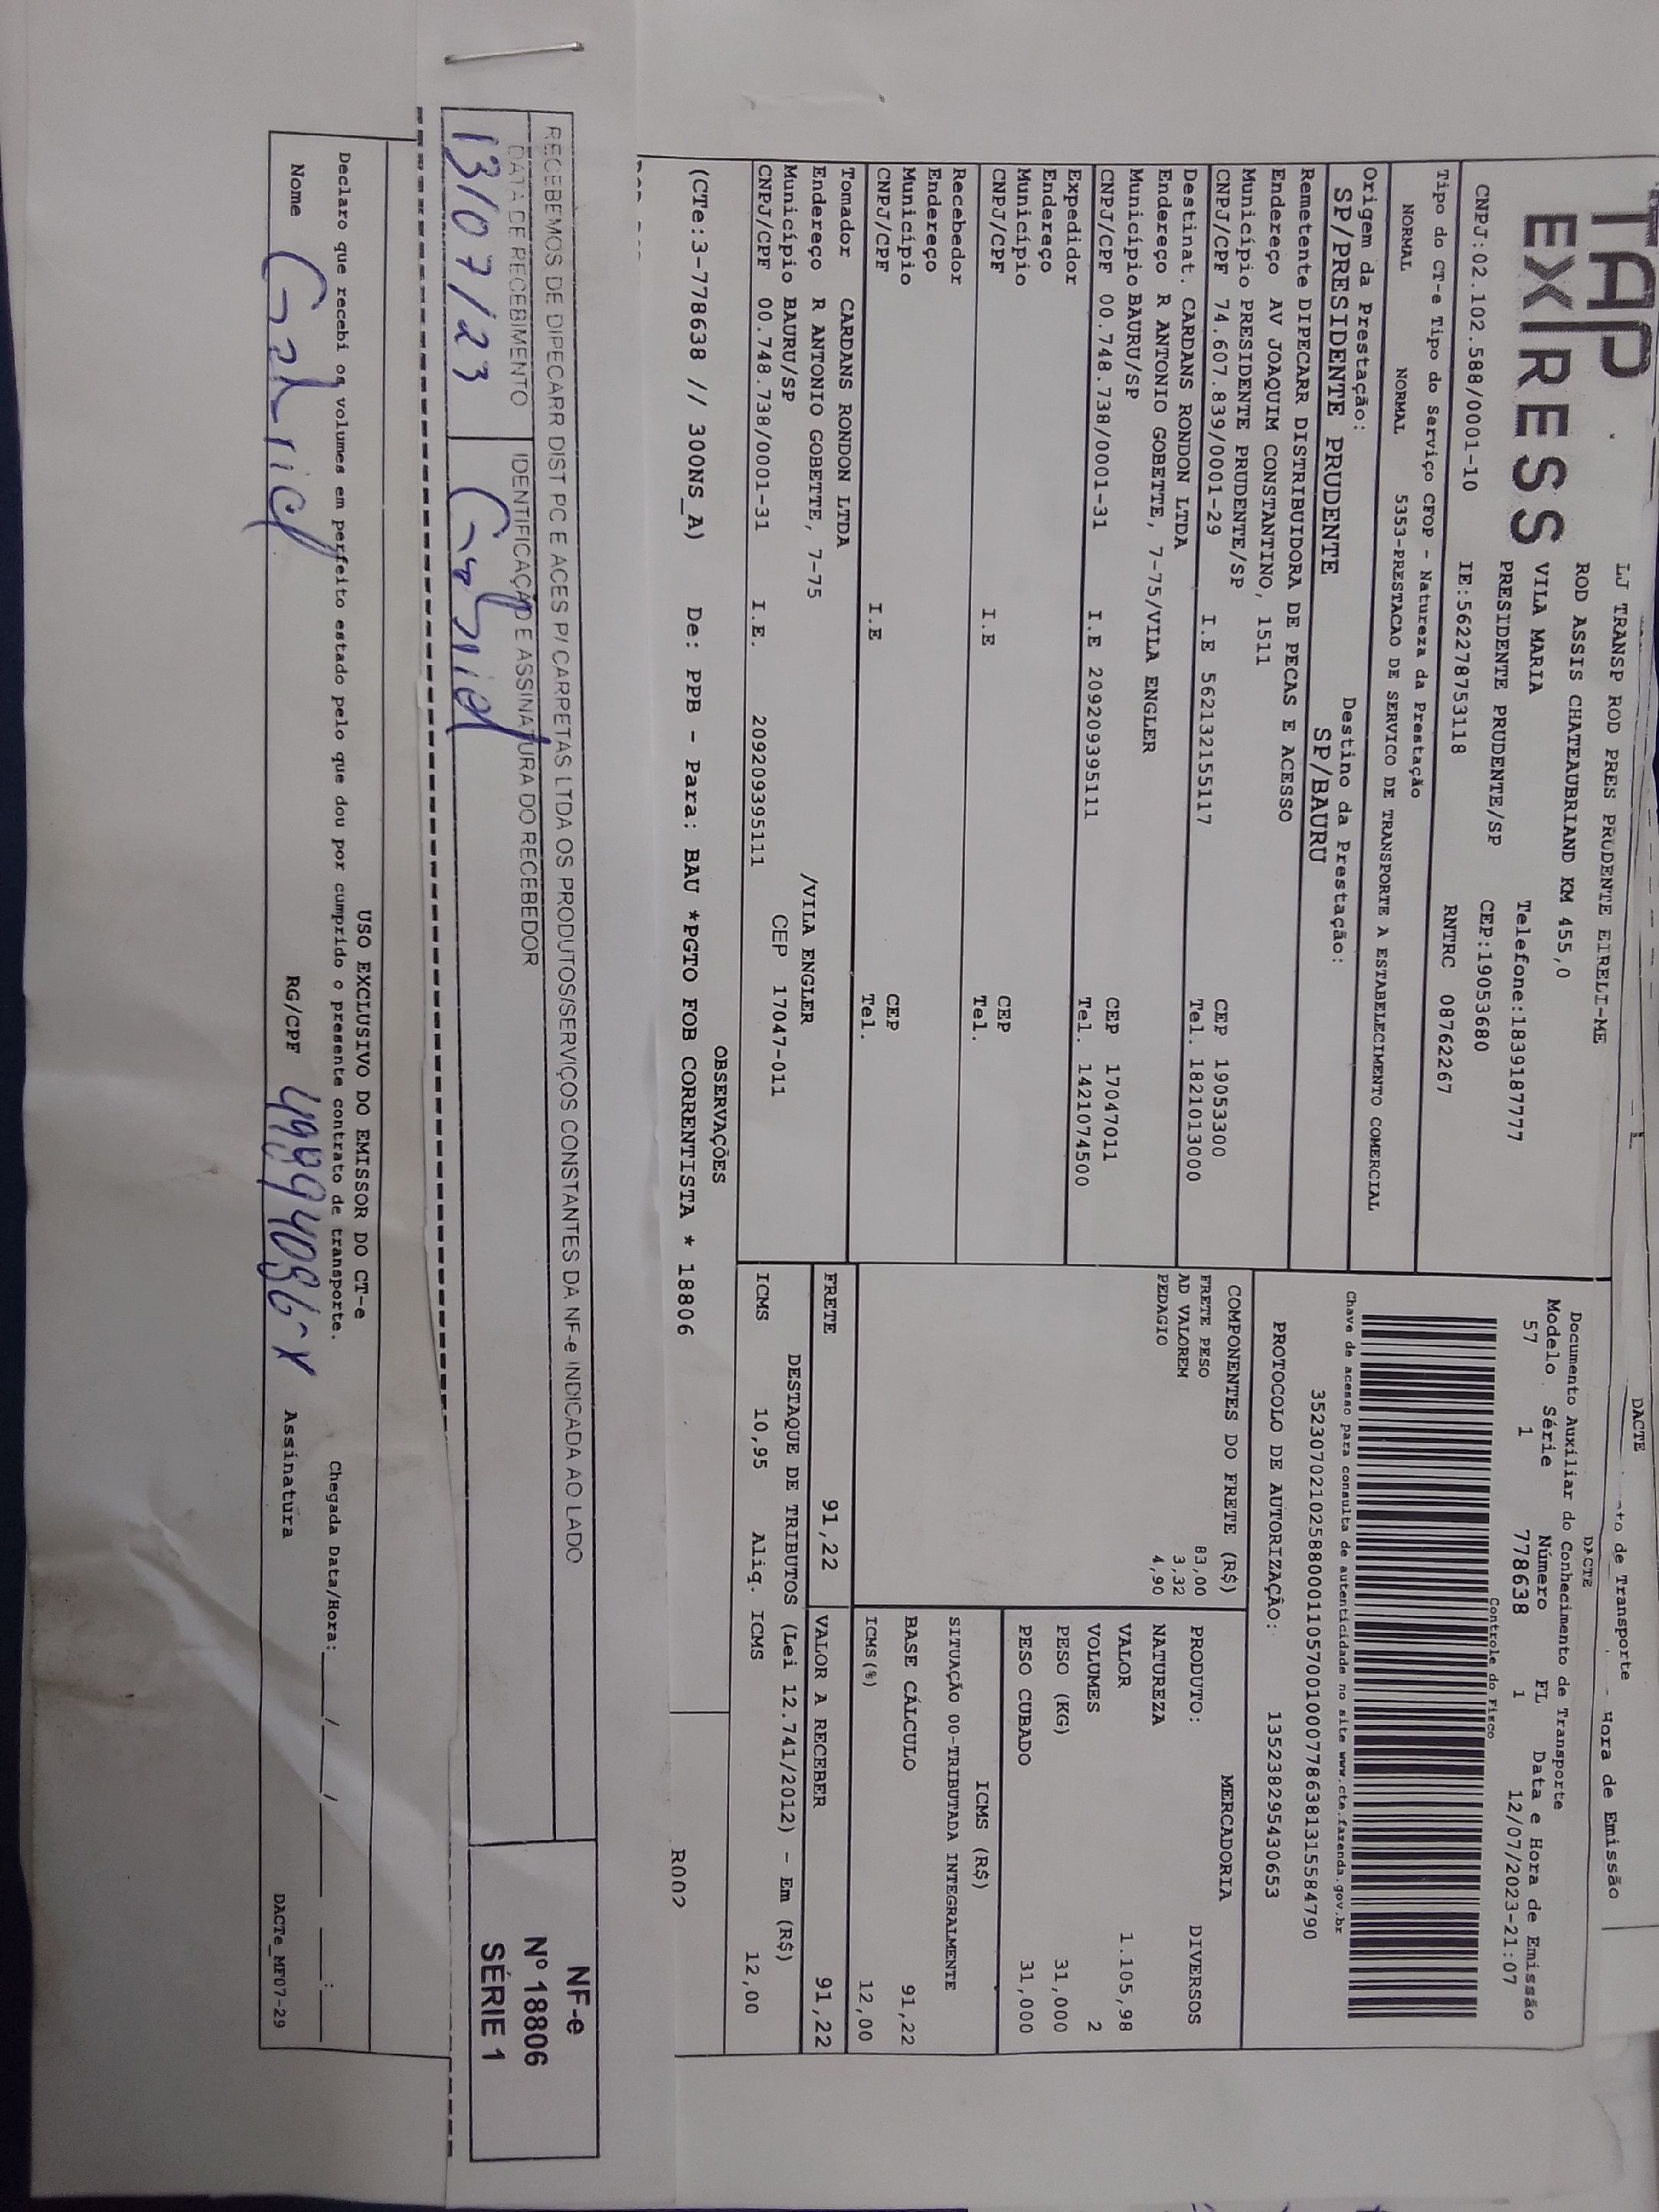 TAP
EXPRESS
LJ TRANSP ROD PRES PRUDENTE EIRELI-ME
ROD ASSIS CHATEAUBRIAND KM 455,0
VILA MARIA Telefone:1839187777
PRESIDENTE PRUDENTE/SP CEP:19053680
CNPJ:02.102.588/0001-10 IE:562278753118 RNTRC 08762267
DACTE
de Transporte
Hora de Emissão
DACTE
Documento Auxiliar do Conhecimento de Transporte
Modelo Série Número FL Data e Hora de Emissão
57 1 778638 1 12/07/2023-21:07
Controle do Fisco
Chave de acesso para consulta de autenticidade no site www.cte.fazenda.gov.br
35230702102588000110570010007786381315584790
PROTOCOLO DE AUTORIZAÇÃO: 135238295430653
Tipo do CT-e Tipo do Serviço CFOP - Natureza da Prestação
NORMAL NORMAL 5353-PRESTACAO DE SERVICO DE TRANSPORTE A ESTABELECIMENTO COMERCIAL
Origem da Prestação: Destino da Prestação:
SP/PRESIDENTE PRUDENTE SP/BAURU
Remetente DIPECARR DISTRIBUIDORA DE PECAS E ACESSO
Endereço AV JOAQUIM CONSTANTINO, 1511
Município PRESIDENTE PRUDENTE/SP CEP 19053300
CNPJ/CPF 74.607.839/0001-29 I.E 562132155117 Tel. 1821013000
Destinat. CARDANS RONDON LTDA
Endereço R ANTONIO GOBETTE, 7-75/VILA ENGLER
Município BAURU/SP CEP 17047011
CNPJ/CPF 00.748.738/0001-31 I.E 209209395111 Tel. 1421074500
Expedidor
Endereço
Município CEP
CNPJ/CPF I.E Tel.
Recebedor
Endereço
Município CEP
CNPJ/CPF I.E Tel.
Tomador CARDANS RONDON LTDA
Endereço R ANTONIO GOBETTE, 7-75 /VILA ENGLER
Município BAURU/SP CEP 17047-011
CNPJ/CPF 00.748.738/0001-31 I.E. 209209395111
COMPONENTES DO FRETE (R$)
FRETE PESO 83,00
AD VALOREM 3,32
PEDAGIO 4,90
MERCADORIA
PRODUTO: DIVERSOS
NATUREZA
VALOR 1.105,98
VOLUMES 2
PESO (KG) 31,000
PESO CUBADO 31,000
ICMS (R$)
SITUAÇÃO 00-TRIBUTADA INTEGRALMENTE
BASE CÁLCULO 91,22
ICMS(%) 12,00
FRETE 91,22 VALOR A RECEBER 91,22
DESTAQUE DE TRIBUTOS (Lei 12.741/2012) - Em (R$)
ICMS 10,95 Aliq. ICMS 12,00
OBSERVAÇÕES
(CTe:3-778638 // 300NS_A) De: PPB - Para: BAU *PGTO FOB CORRENTISTA * 18806
R002
RECEBEMOS DE DIPECARR DIST PC E ACES P/ CARRETAS LTDA OS PRODUTOS/SERVIÇOS CONSTANTES DA NF-e INDICADA AO LADO
DATA DE RECEBIMENTO IDENTIFICAÇÃO E ASSINATURA DO RECEBEDOR
13/07/23 Gabriel
NF-e
Nº 18806
SÉRIE 1
USO EXCLUSIVO DO EMISSOR DO CT-e
Declaro que recebi os volumes em perfeito estado pelo que dou por cumprido o presente contrato de transporte. Chegada Data/Hora: ___/___/___ ___:___
Nome Gabriel RG/CPF Assinatura
DACTe_MF07-29